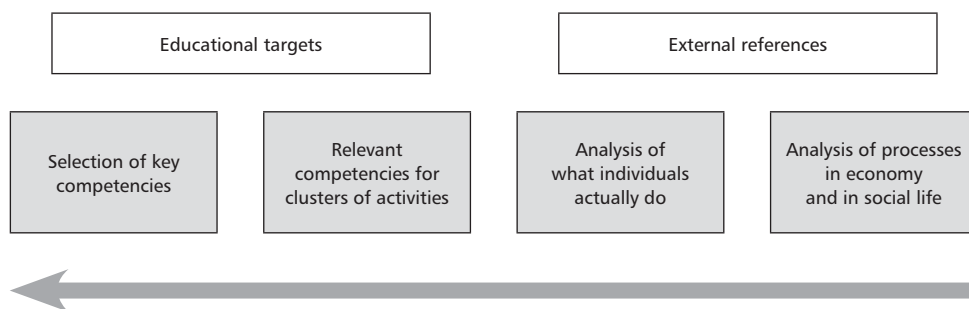 Educational targets
External references
Selection of key
competencies
Relevant
competencies for
clusters of activities
Analysis of
what individuals
actually do
Analysis of processes
in economy
and in social life